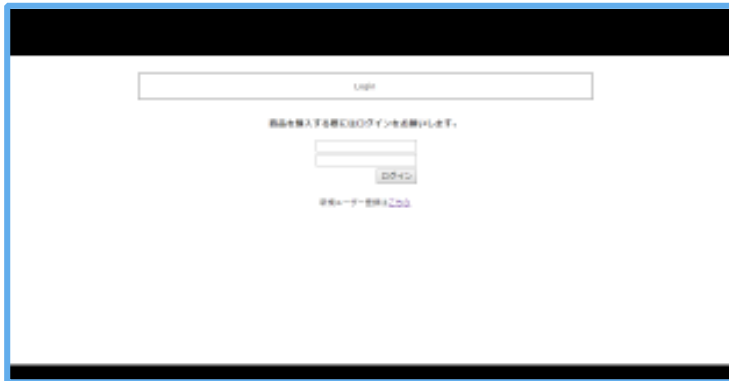 Login
商品を購入する際にはログインをお願いします。
ログイン
新規ユーザー登録はこちら